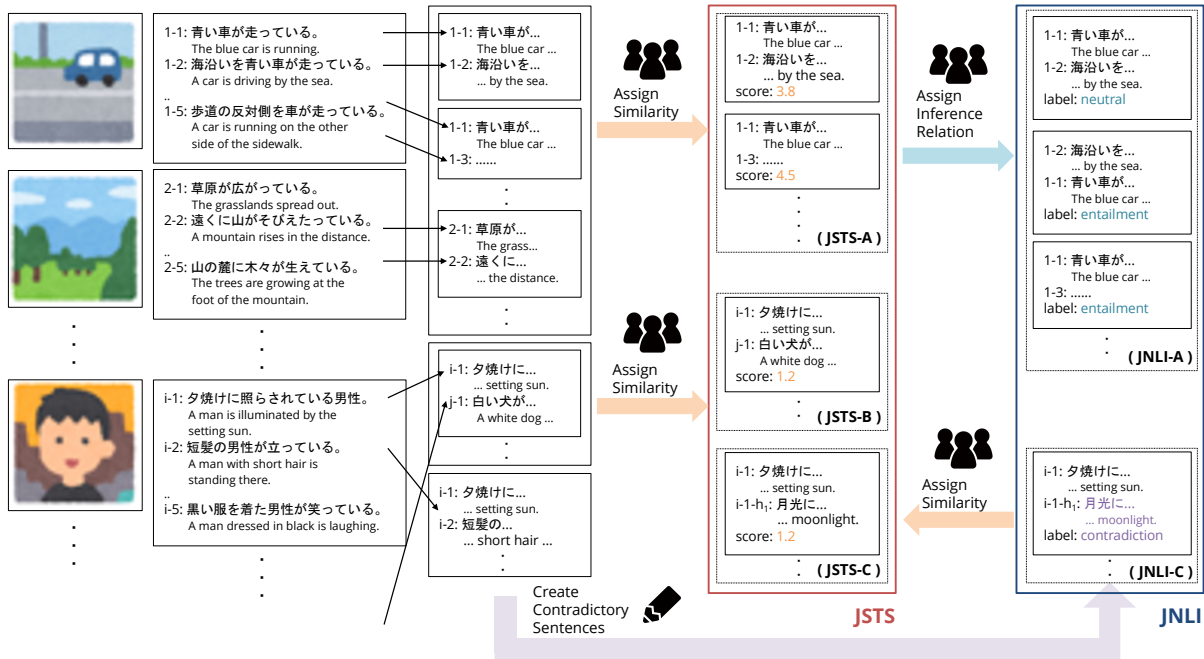 1-1: 青い車が走っている。
The blue car is running.
1-2: 海沿いを青い車が走っている。
A car is driving by the sea.
..
1-5: 歩道の反対側を車が走っている。
A car is running on the other
side of the sidewalk.
2-1: 草原が広がっている。
The grasslands spread out.
2-2: 遠くに山がそびえたっている。
A mountain rises in the distance.
..
2-5: 山の麓に木々が生えている。
The trees are growing at the
foot of the mountain.
i-1: 夕焼けに照らされている男性。
A man is illuminated by the
setting sun.
i-2: 短髪の男性が立っている。
A man with short hair is
standing there.
..
i-5: 黒い服を着た男性が笑っている。
A man dressed in black is laughing.
1-1: 青い車が...
The blue car ...
1-2: 海沿いを...
... by the sea.
1-1: 青い車が...
The blue car ...
1-3: ......
2-1: 草原が...
The grass...
2-2: 遠くに...
... the distance.
i-1: 夕焼けに...
... setting sun.
j-1: 白い犬が...
A white dog ...
i-1: 夕焼けに...
... setting sun.
i-2: 短髪の...
... short hair ...
Assign
Similarity
Assign
Similarity
Create
Contradictory
Sentences
1-1: 青い車が...
The blue car ...
1-2: 海沿いを...
... by the sea.
score: 3.8
1-1: 青い車が...
The blue car ...
1-3: ......
score: 4.5
( JSTS-A )
i-1: 夕焼けに...
... setting sun.
j-1: 白い犬が...
A white dog ...
score: 1.2
( JSTS-B )
i-1: 夕焼けに...
... setting sun.
i-1-h₁: 月光に...
... moonlight.
score: 1.2
( JSTS-C )
JSTS
Assign
Inference
Relation
Assign
Similarity
1-1: 青い車が...
The blue car ...
1-2: 海沿いを...
... by the sea.
label: neutral
1-2: 海沿いを...
... by the sea.
1-1: 青い車が...
The blue car ...
label: entailment
1-1: 青い車が...
The blue car ...
1-3: ......
label: entailment
( JNLI-A )
i-1: 夕焼けに...
... setting sun.
i-1-h₁: 月光に...
... moonlight.
label: contradiction
( JNLI-C )
JNLI